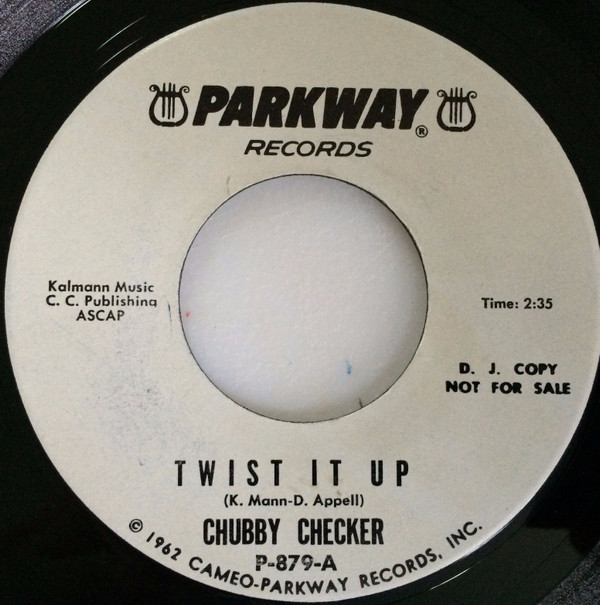 PARKWAY®
RECORDS
Kalmann Music
C. C. Publishing
ASCAP
Time: 2:35
D. J. COPY
NOT FOR SALE
TWIST IT UP
(K. Mann-D. Appell)
CHUBBY CHECKER
P-879-A
© 1962 CAMEO-PARKWAY RECORDS, INC.